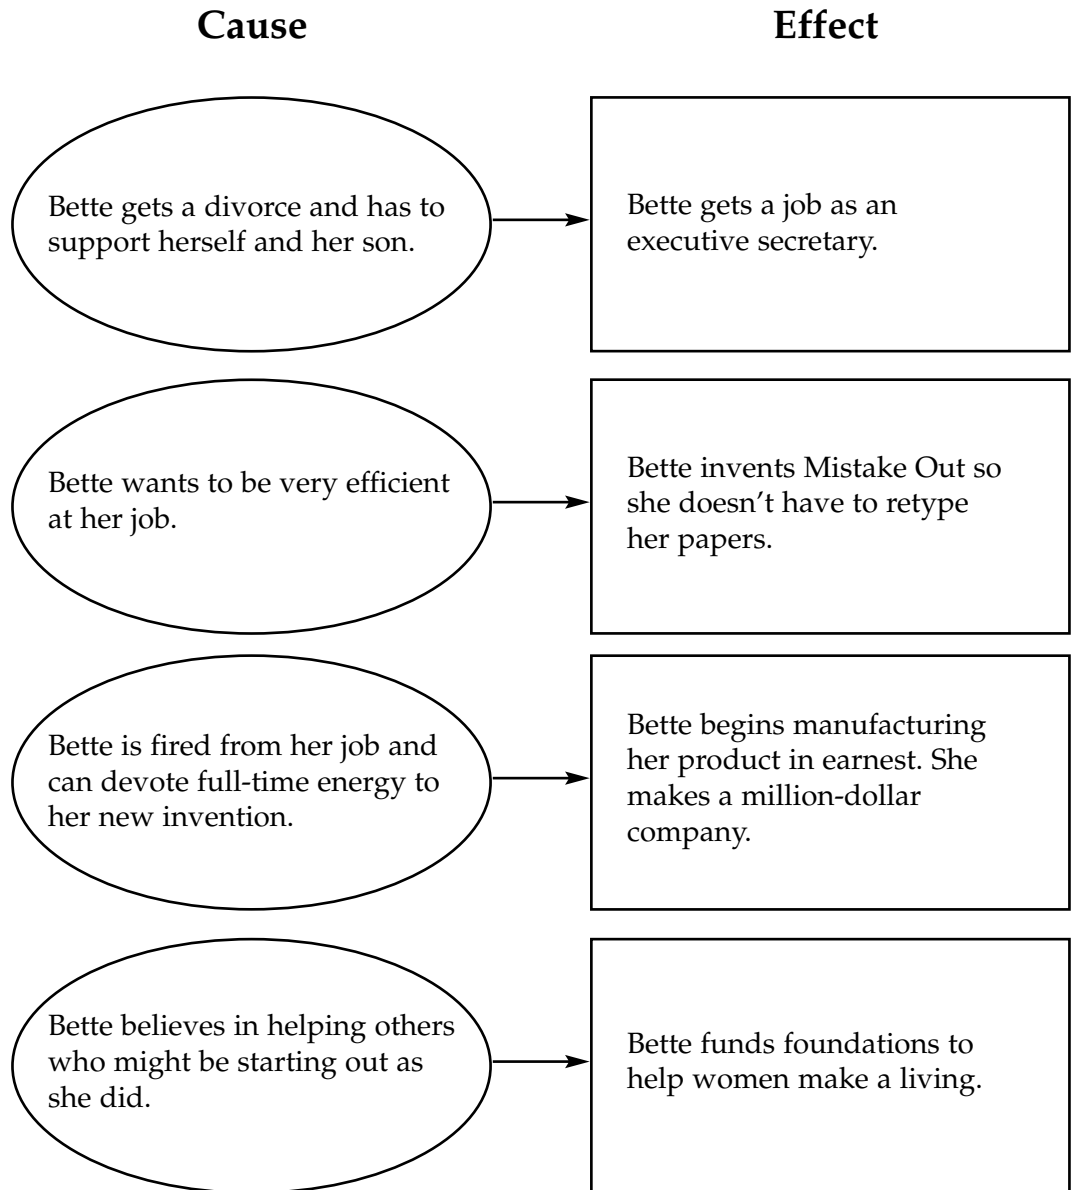 Cause
Effect
Bette gets a divorce and has to
support herself and her son.
Bette gets a job as an
executive secretary.
Bette wants to be very efficient
at her job.
Bette invents Mistake Out so
she doesn’t have to retype
her papers.
Bette is fired from her job and
can devote full-time energy to
her new invention.
Bette begins manufacturing
her product in earnest. She
makes a million-dollar
company.
Bette believes in helping others
who might be starting out as
she did.
Bette funds foundations to
help women make a living.